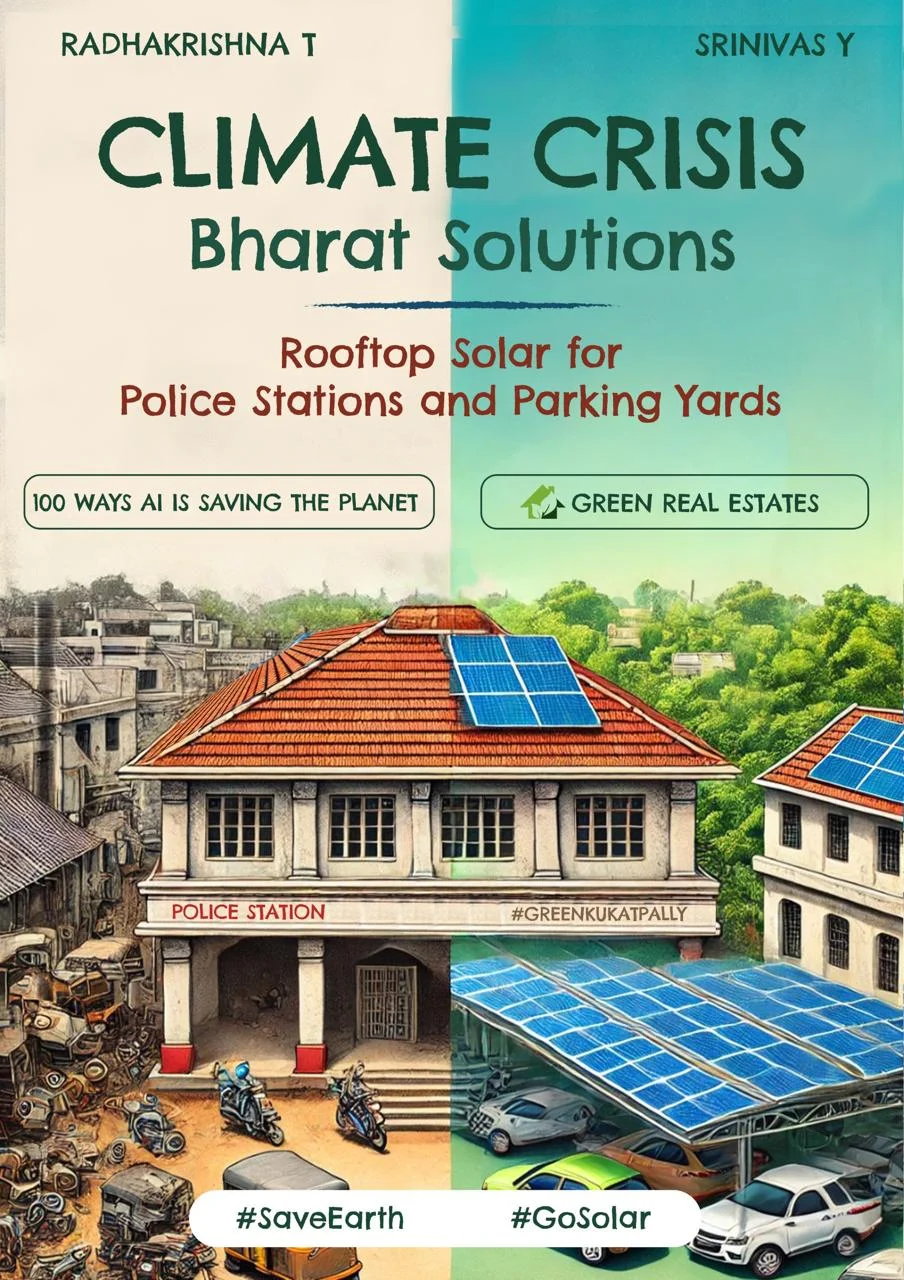 RADHAKRISHNA T
SRINIVAS Y
CLIMATE CRISIS
Bharat Solutions
Rooftop Solar for
Police Stations and Parking Yards
100 WAYS AI IS SAVING THE PLANET
GREEN REAL ESTATES
POLICE STATION
#GREENKUKATPALLY
#SaveEarth
#GoSolar